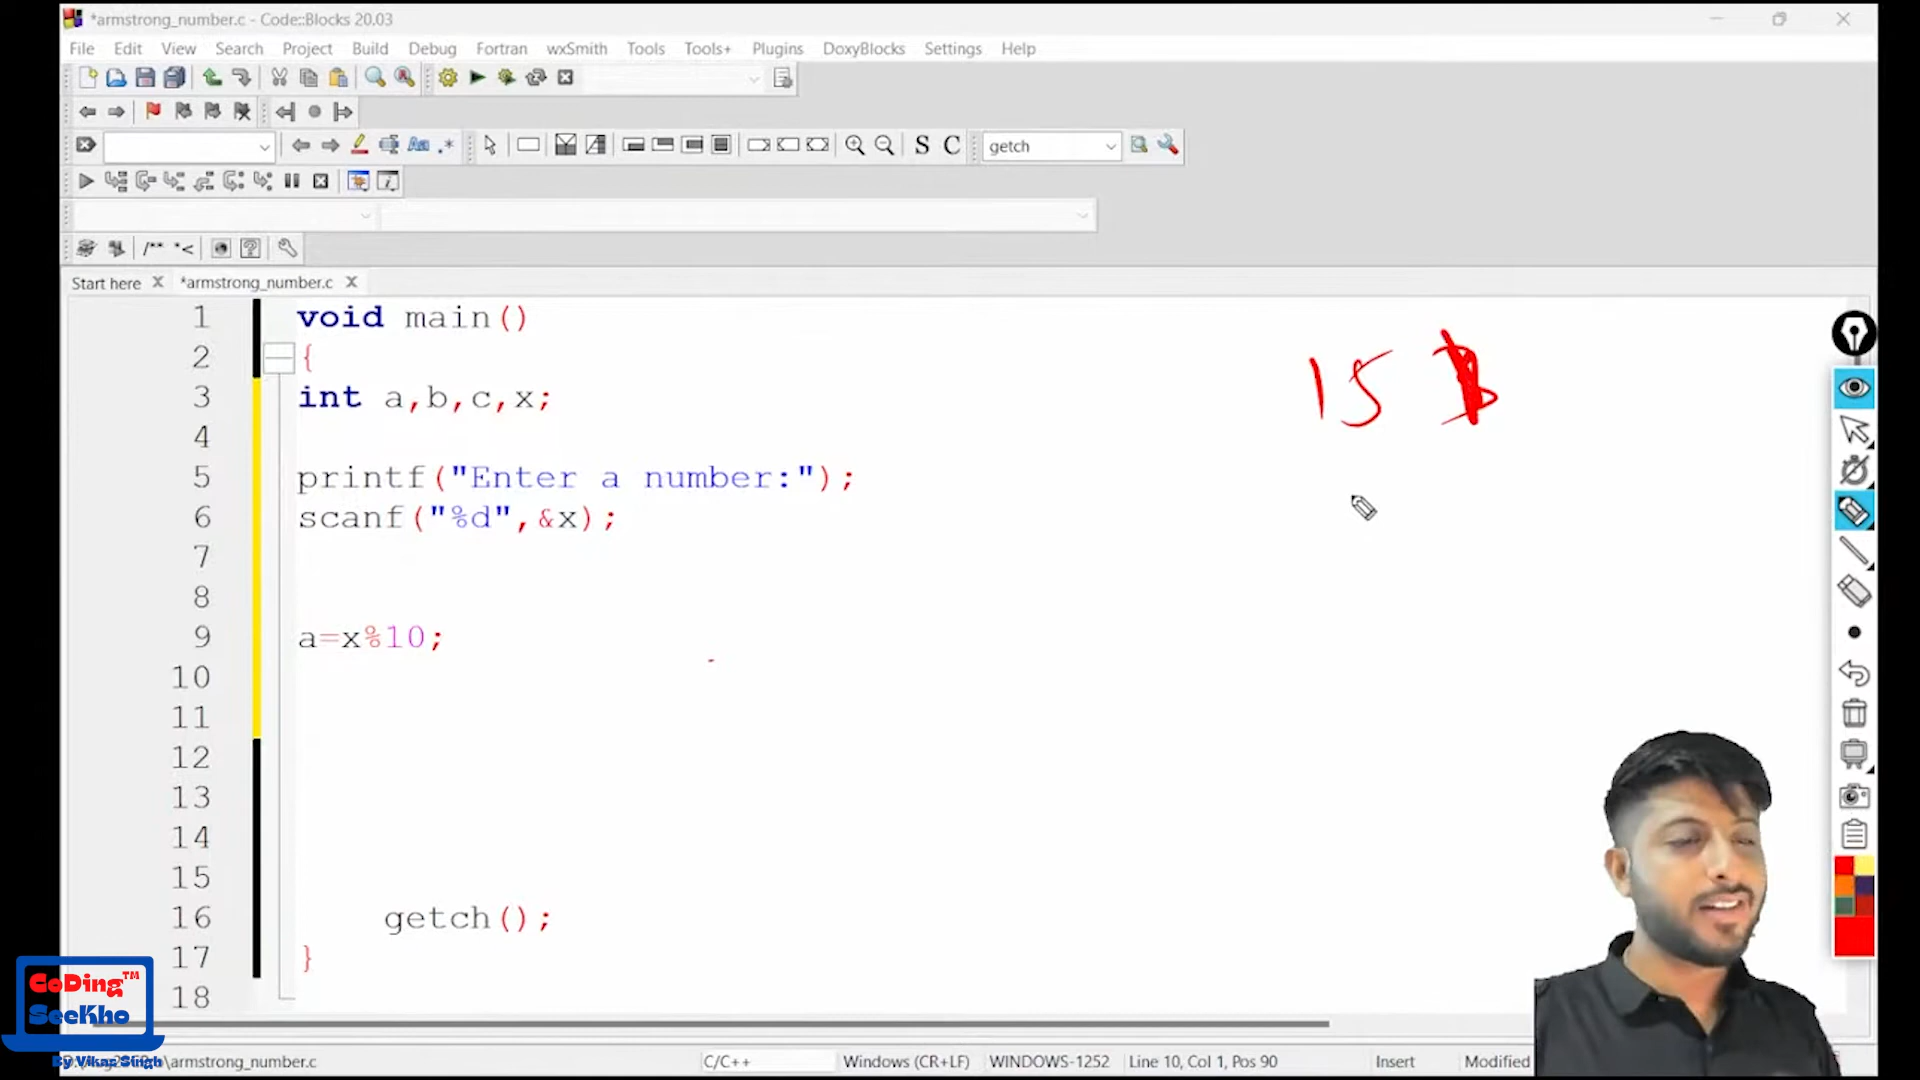 *armstrong_number.c - Code::Blocks 20.03
File Edit View Search Project Build Debug Fortran wxSmith Tools Tools+ Plugins DoxyBlocks Settings Help
S C getch
/** *<
Start here *armstrong_number.c
1 void main()
2 {
3 int a,b,c,x;
4
5 printf("Enter a number:");
6 scanf("%d",&x);
7
8
9 a=x%10;
10
11
12
13
14
15
16 getch();
17 }
18
15
CoDing™
SeeKho
By Vikas Singh
\armstrong_number.c C/C++ Windows (CR+LF) WINDOWS-1252 Line 10, Col 1, Pos 90 Insert Modified